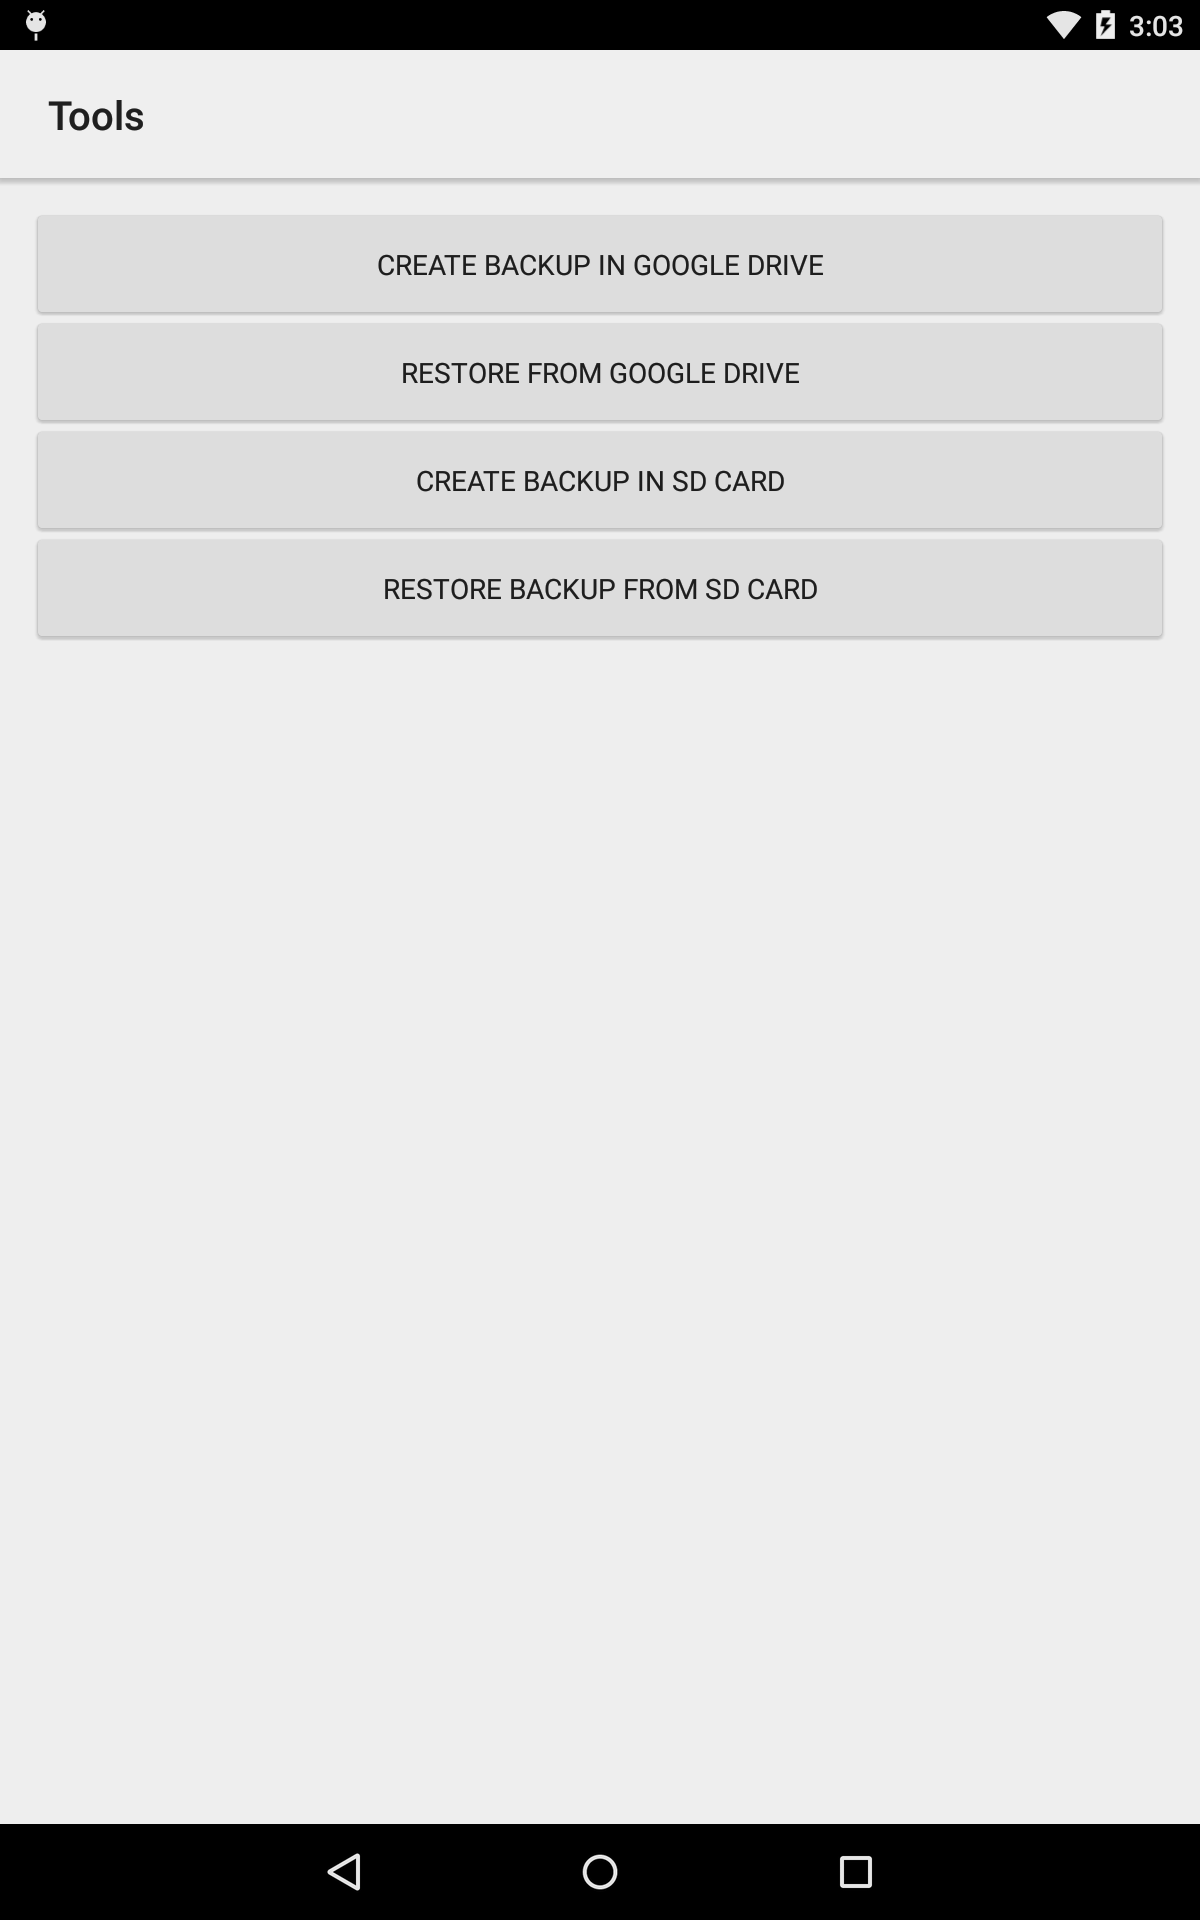 3:03
Tools
CREATE BACKUP IN GOOGLE DRIVE
RESTORE FROM GOOGLE DRIVE
CREATE BACKUP IN SD CARD
RESTORE BACKUP FROM SD CARD